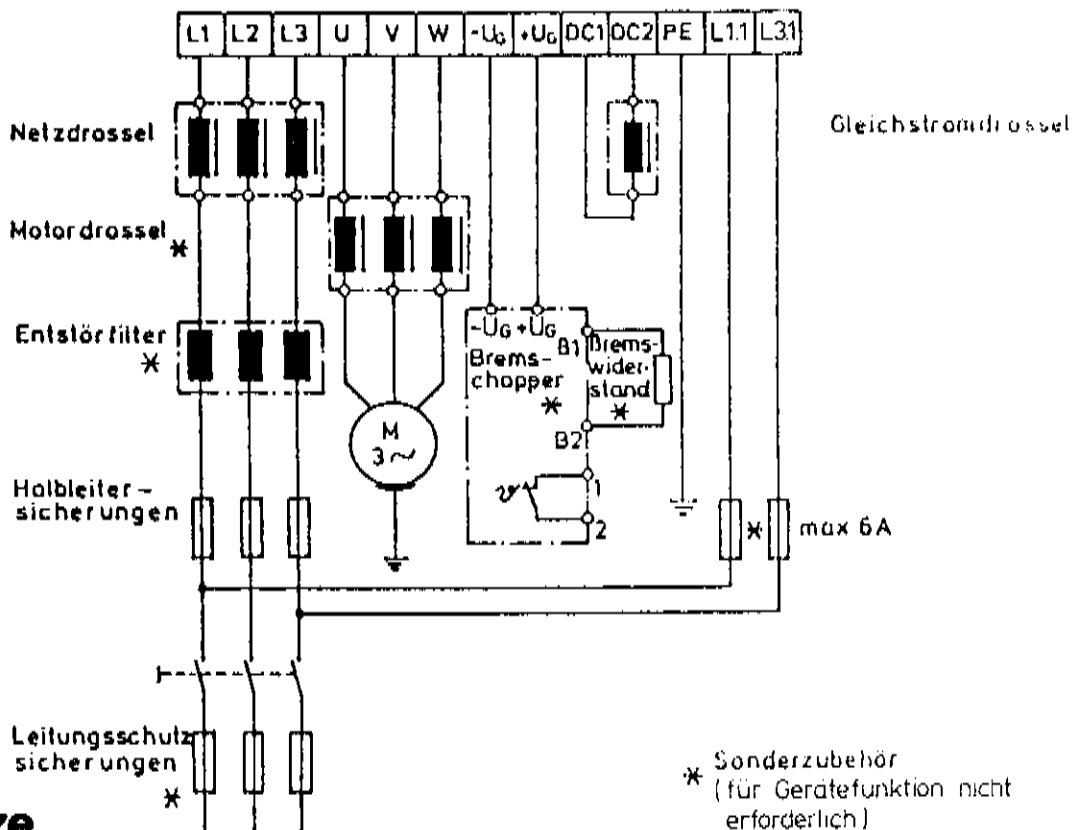 L1 L2 L3 U V W -UG +UG DC1 DC2 PE L1.1 L3.1
Netzdrossel
Gleichstromdrossel
Motordrossel *
Entstörfilter *
-UG +UG
B1
Brems-
chopper *
Brems-
wider-
stand
*
B2
M
3~
1
2
Halbleiter-
sicherungen
* max 6A
Leitungsschutz
sicherungen
*
* Sonderzubehör
(für Gerätefunktion nicht
erforderlich)